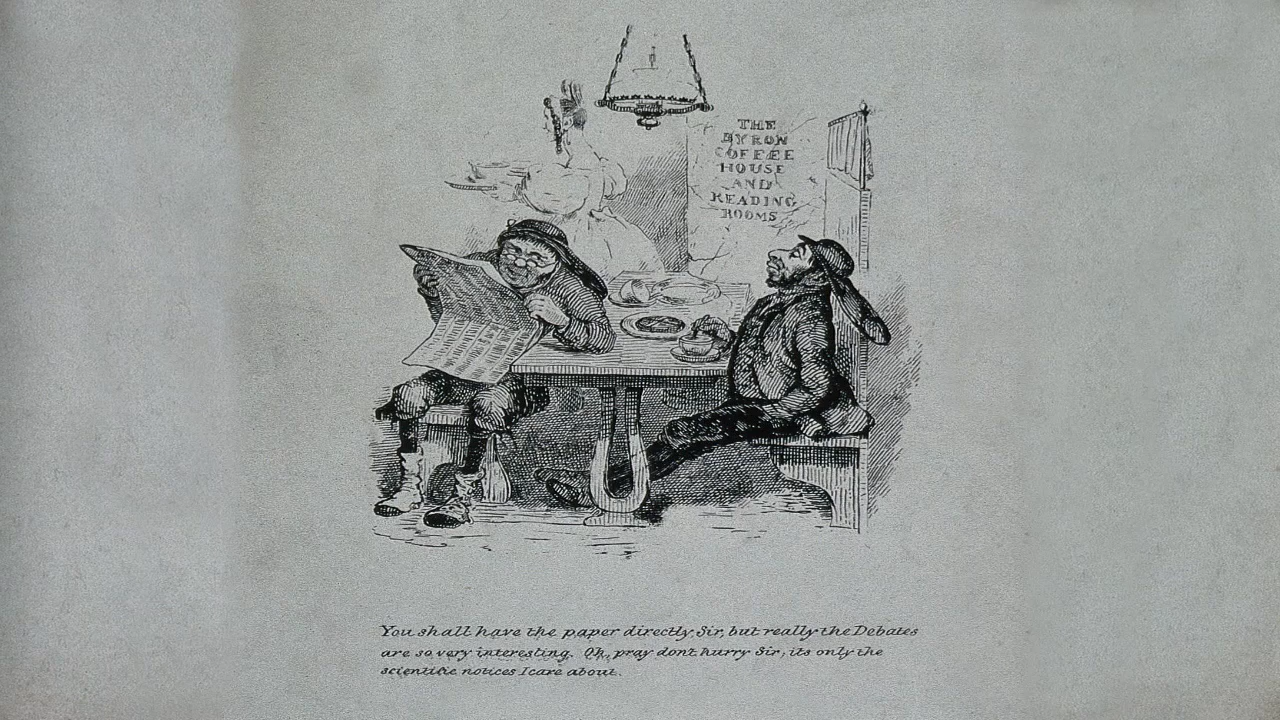 THE
BYRON
COFFEE
HOUSE
AND
READING
ROOMS
You shall have the paper directly Sir, but really the Debates
are so very interesting. Oh, pray dont hurry Sir, its only the
scientific notices I care about.